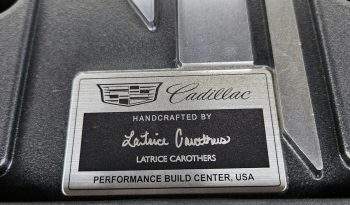 Cadillac
HANDCRAFTED BY
Latrice Carothers
LATRICE CAROTHERS
PERFORMANCE BUILD CENTER, USA